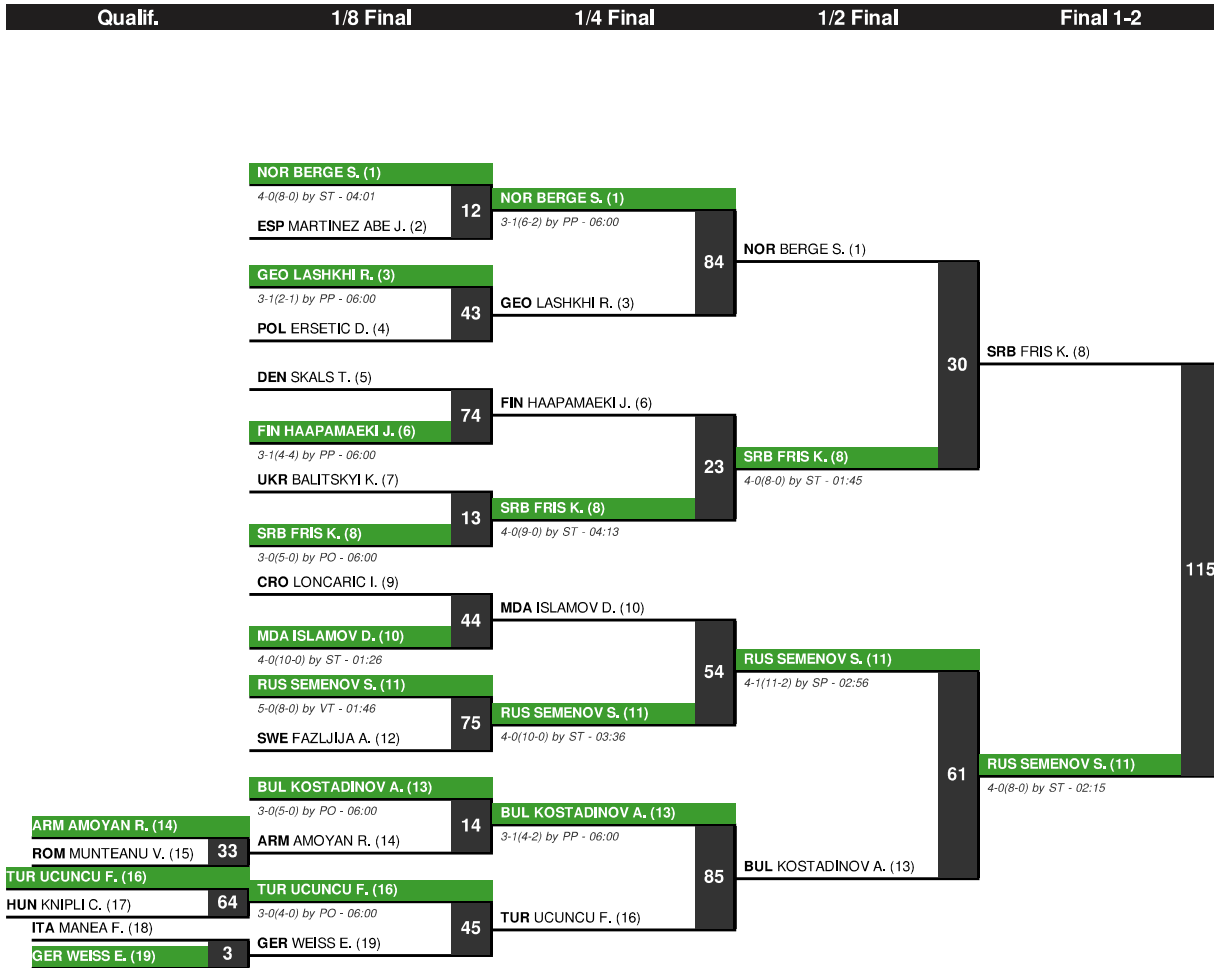 Qualif.
1/8 Final
1/4 Final
1/2 Final
Final 1-2
NOR BERGE S. (1)
4-0(8-0) by ST - 04:01
ESP MARTINEZ ABE J. (2)
12
GEO LASHKHI R. (3)
3-1(2-1) by PP - 06:00
POL ERSETIC D. (4)
43
DEN SKALS T. (5)
74
FIN HAAPAMAEKI J. (6)
3-1(4-4) by PP - 06:00
UKR BALITSKYI K. (7)
13
SRB FRIS K. (8)
3-0(5-0) by PO - 06:00
CRO LONCARIC I. (9)
44
MDA ISLAMOV D. (10)
4-0(10-0) by ST - 01:26
RUS SEMENOV S. (11)
5-0(8-0) by VT - 01:46
SWE FAZLJIJA A. (12)
75
BUL KOSTADINOV A. (13)
3-0(5-0) by PO - 06:00
ARM AMOYAN R. (14)
14
TUR UCUNCU F. (16)
3-0(4-0) by PO - 06:00
GER WEISS E. (19)
45
ARM AMOYAN R. (14)
ROM MUNTEANU V. (15)
33
TUR UCUNCU F. (16)
HUN KNIPLI C. (17)
64
ITA MANEA F. (18)
GER WEISS E. (19)
3
NOR BERGE S. (1)
3-1(6-2) by PP - 06:00
84
GEO LASHKHI R. (3)
FIN HAAPAMAEKI J. (6)
23
SRB FRIS K. (8)
4-0(9-0) by ST - 04:13
MDA ISLAMOV D. (10)
54
RUS SEMENOV S. (11)
4-0(10-0) by ST - 03:36
BUL KOSTADINOV A. (13)
3-1(4-2) by PP - 06:00
85
TUR UCUNCU F. (16)
NOR BERGE S. (1)
30
SRB FRIS K. (8)
4-0(8-0) by ST - 01:45
RUS SEMENOV S. (11)
4-1(11-2) by SP - 02:56
61
BUL KOSTADINOV A. (13)
SRB FRIS K. (8)
115
RUS SEMENOV S. (11)
4-0(8-0) by ST - 02:15